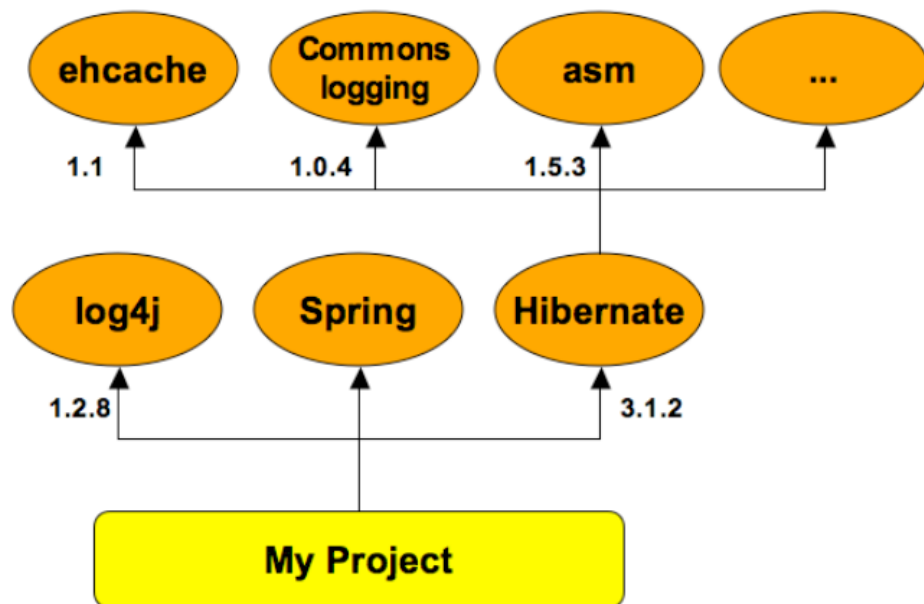 ehcache
Commons
logging
asm
...
1.1
1.0.4
1.5.3
log4j
Spring
Hibernate
1.2.8
3.1.2
My Project